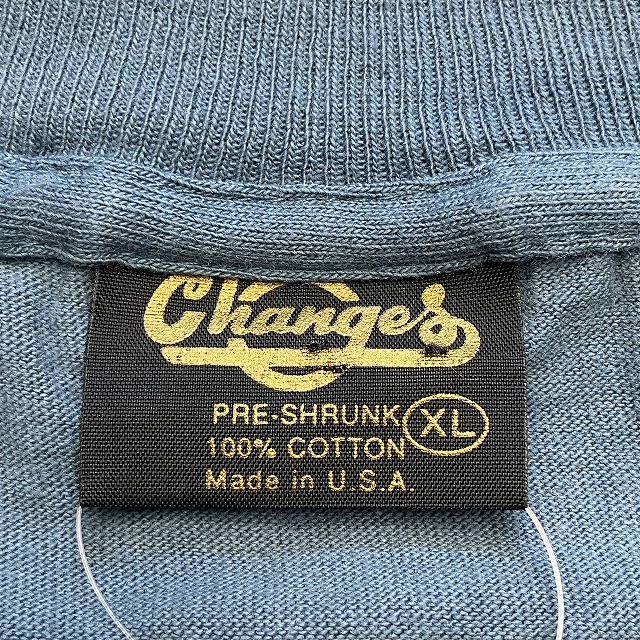 Changes
PRE-SHRUNK
XL
100% COTTON
Made in U.S.A.